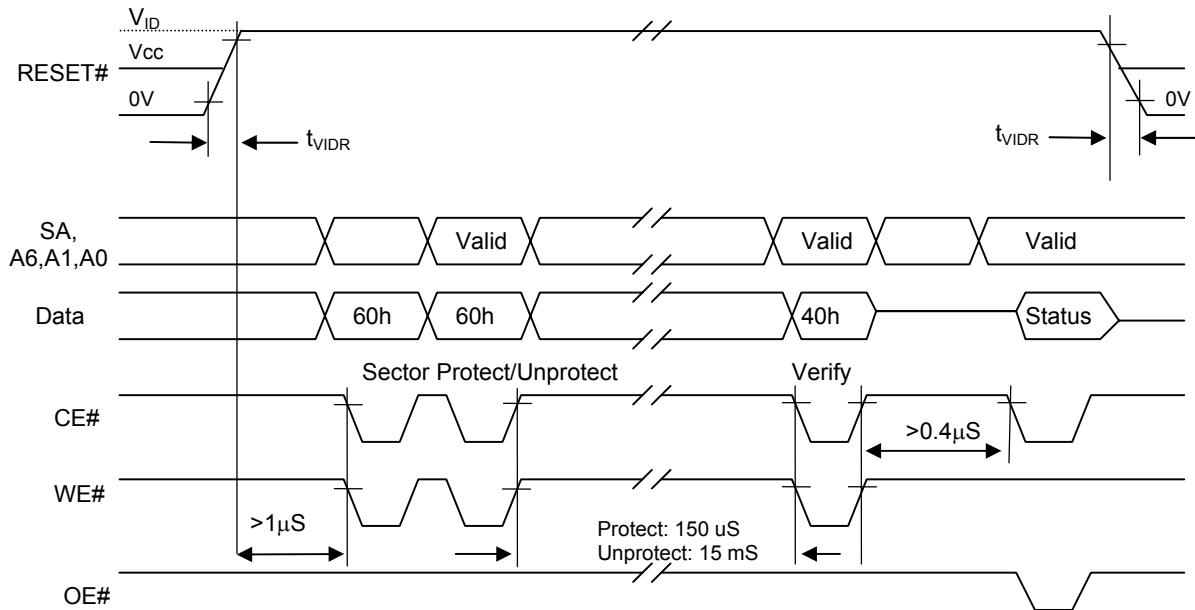 VID
Vcc
RESET#
0V
0V
tVIDR
tVIDR
SA,
A6,A1,A0
Valid
Valid
Valid
Data
60h
60h
40h
Status
Sector Protect/Unprotect
Verify
CE#
>0.4μS
WE#
>1μS
Protect: 150 uS
Unprotect: 15 mS
OE#